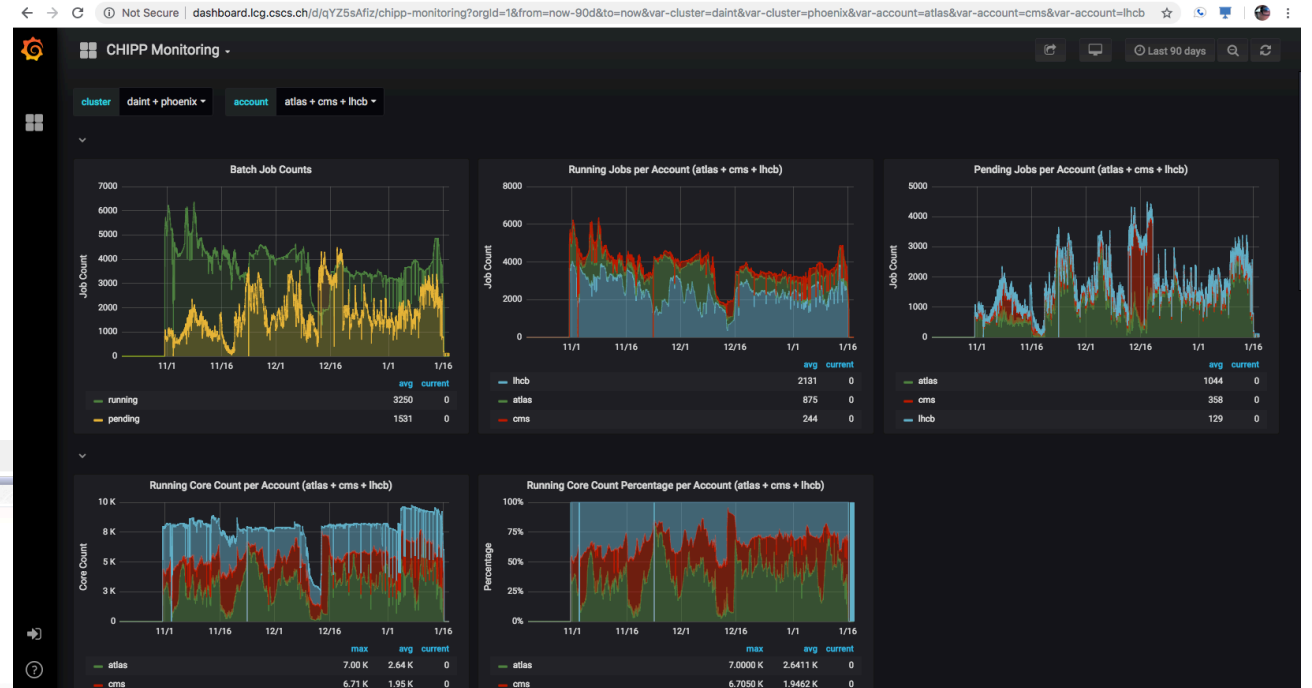 Not Secure | dashboard.lcg.cscs.ch/d/qYZ5sAfiz/chipp-monitoring?orgId=1&from=now-90d&to=now&var-cluster=daint&var-cluster=phoenix&var-account=atlas&var-account=cms&var-account=lhcb
CHIPP Monitoring
Last 90 days
cluster daint + phoenix account atlas + cms + lhcb
Batch Job Counts
Job Count
7000
6000
5000
4000
3000
2000
1000
0
11/1 11/16 12/1 12/16 1/1 1/16
avg current
running 3250 0
pending 1531 0
Running Jobs per Account (atlas + cms + lhcb)
Job Count
8000
6000
4000
2000
0
11/1 11/16 12/1 12/16 1/1 1/16
avg current
lhcb 2131 0
atlas 875 0
cms 244 0
Pending Jobs per Account (atlas + cms + lhcb)
Job Count
5000
4000
3000
2000
1000
0
11/1 11/16 12/1 12/16 1/1 1/16
avg current
atlas 1044 0
cms 358 0
lhcb 129 0
Running Core Count per Account (atlas + cms + lhcb)
Core Count
10 K
8 K
5 K
3 K
0
11/1 11/16 12/1 12/16 1/1 1/16
max avg current
atlas 7.00 K 2.64 K 0
cms 6.71 K 1.95 K 0
Running Core Count Percentage per Account (atlas + cms + lhcb)
Percentage
100%
75%
50%
25%
0%
11/1 11/16 12/1 12/16 1/1 1/16
max avg current
atlas 7.0000 K 2.6411 K 0
cms 6.7050 K 1.9462 K 0